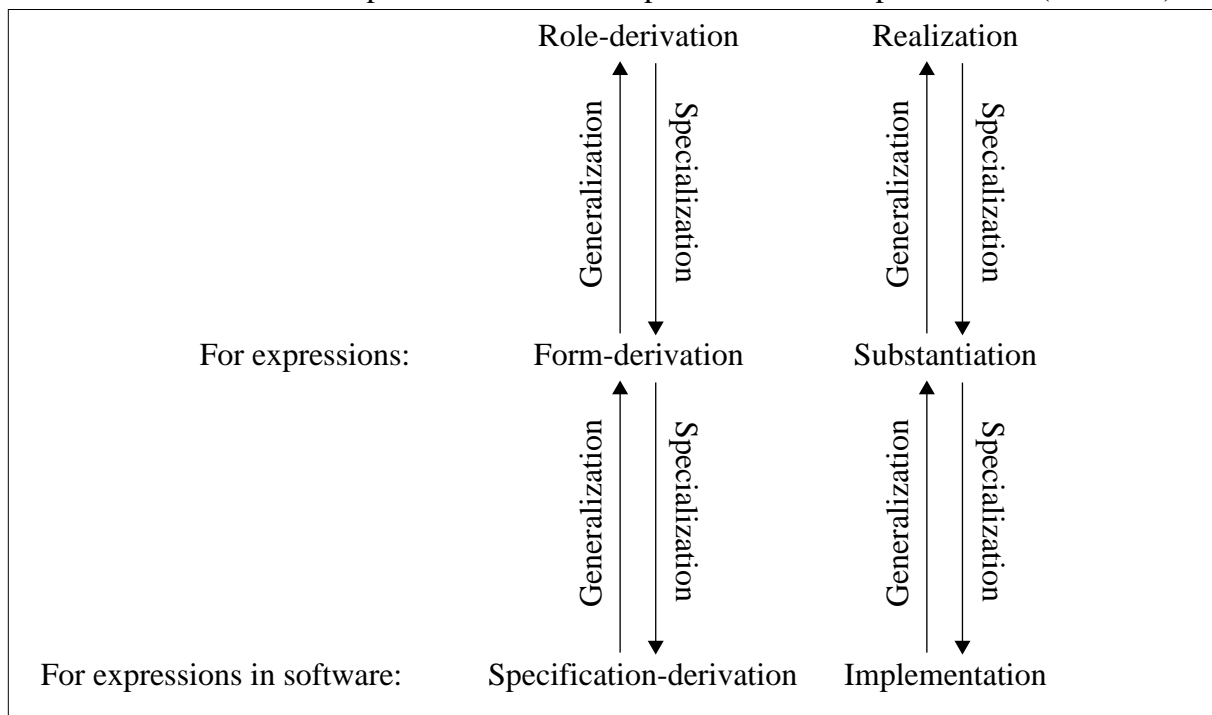 Role-derivation Realization
Generalization Specialization Generalization Specialization
For expressions: Form-derivation Substantiation
Generalization Specialization Generalization Specialization
For expressions in software: Specification-derivation Implementation